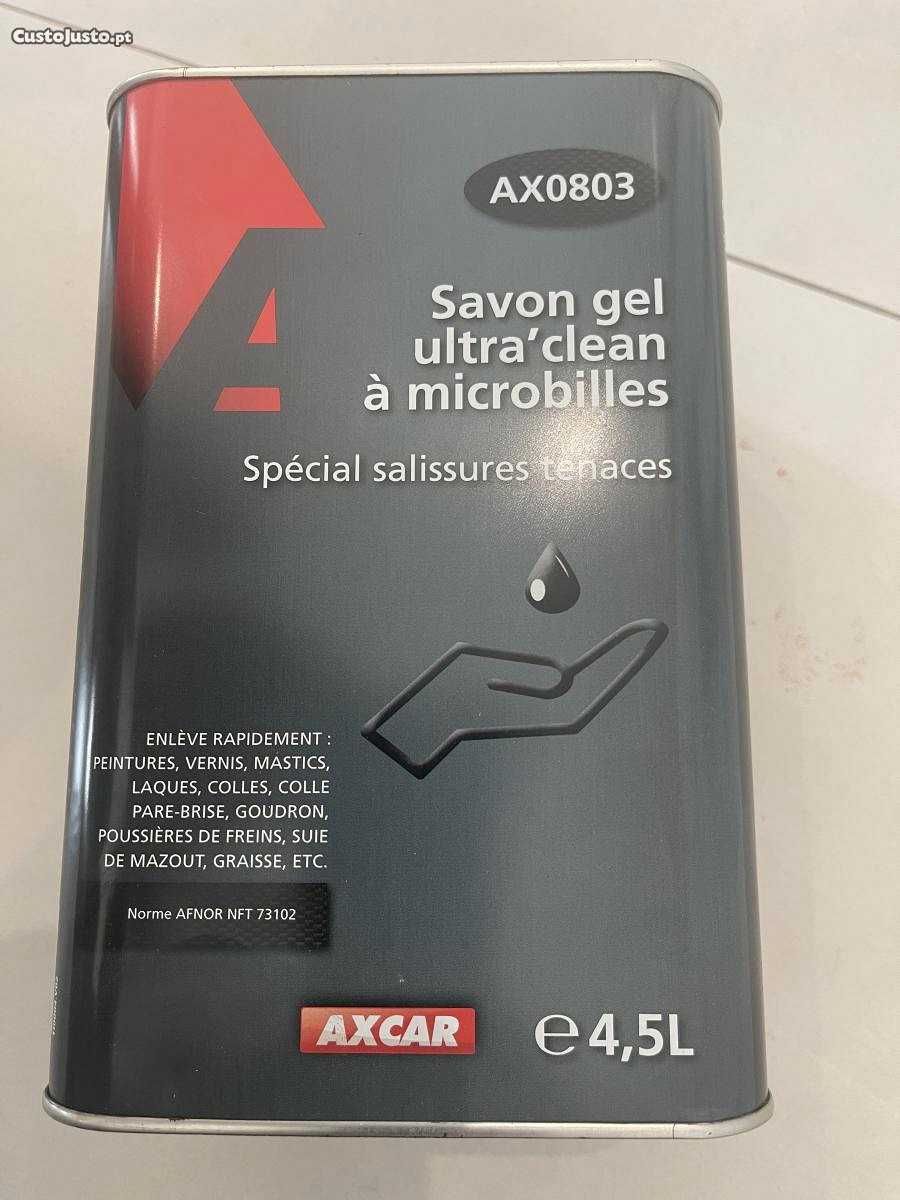 CustoJusto.pt
AX0803
Savon gel
ultra'clean
à microbilles
Spécial salissures tenaces
ENLÈVE RAPIDEMENT :
PEINTURES, VERNIS, MASTICS,
LAQUES, COLLES, COLLE
PARE-BRISE, GOUDRON,
POUSSIÈRES DE FREINS, SUIE
DE MAZOUT, GRAISSE, ETC.
Norme AFNOR NFT 73102
AXCAR
℮ 4,5L